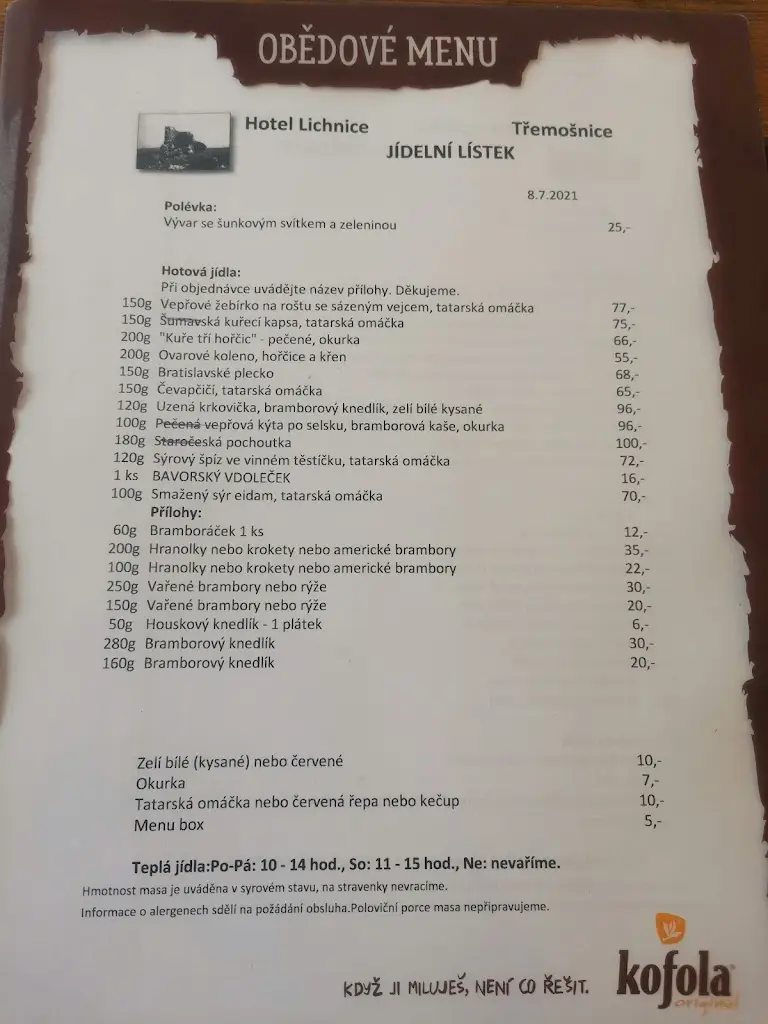 OBĚDOVÉ MENU
Hotel Lichnice Třemošnice
JÍDELNÍ LÍSTEK
8.7.2021
Polévka:
Vývar se šunkovým svítkem a zeleninou 25,-
Hotová jídla:
Při objednávce uvádějte název přílohy. Děkujeme.
150g Vepřové žebírko na roštu se sázeným vejcem, tatarská omáčka 77,-
150g Šumavská kuřecí kapsa, tatarská omáčka 75,-
200g "Kuře tří hořčic" - pečené, okurka 66,-
200g Ovarové koleno, hořčice a křen 55,-
150g Bratislavské plecko 68,-
150g Čevapčičí, tatarská omáčka 65,-
120g Uzená krkovička, bramborový knedlík, zelí bílé kysané 96,-
100g Pečená vepřová kýta po selsku, bramborová kaše, okurka 96,-
180g Staročeská pochoutka 100,-
120g Sýrový špíz ve vinném těstíčku, tatarská omáčka 72,-
1 ks BAVORSKÝ VDOLEČEK 16,-
100g Smažený sýr eidam, tatarská omáčka 70,-
Přílohy:
60g Bramboráček 1 ks 12,-
200g Hranolky nebo krokety nebo americké brambory 35,-
100g Hranolky nebo krokety nebo americké brambory 22,-
250g Vařené brambory nebo rýže 30,-
150g Vařené brambory nebo rýže 20,-
50g Houskový knedlík - 1 plátek 6,-
280g Bramborový knedlík 30,-
160g Bramborový knedlík 20,-
Zelí bílé (kysané) nebo červené 10,-
Okurka 7,-
Tatarská omáčka nebo červená řepa nebo kečup 10,-
Menu box 5,-
Teplá jídla:Po-Pá: 10 - 14 hod., So: 11 - 15 hod., Ne: nevaříme.
Hmotnost masa je uváděna v syrovém stavu, na stravenky nevracíme.
Informace o alergenech sdělí na požádání obsluha.Poloviční porce masa nepřipravujeme.
KDYŽ JI MILUJEŠ, NENÍ CO ŘEŠIT.
kofola
original